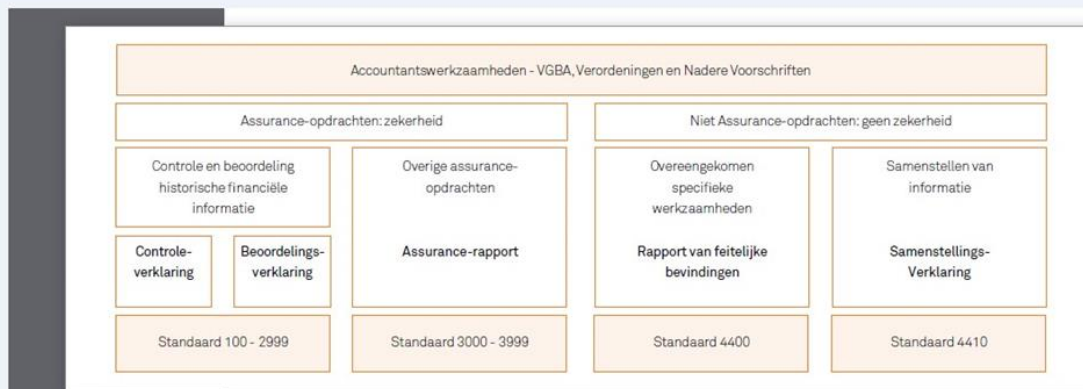 Accountantswerkzaamheden - VGBA, Verordeningen en Nadere Voorschriften
Assurance-opdrachten: zekerheid
Niet Assurance-opdrachten: geen zekerheid
Controle en beoordeling
historische financiële
informatie
Controle-
verklaring
Beoordelings-
verklaring
Overige assurance-
opdrachten
Assurance-rapport
Overeengekomen
specifieke
werkzaamheden
Rapport van feitelijke
bevindingen
Samenstellen van
informatie
Samenstellings-
Verklaring
Standaard 100 - 2999
Standaard 3000 - 3999
Standaard 4400
Standaard 4410